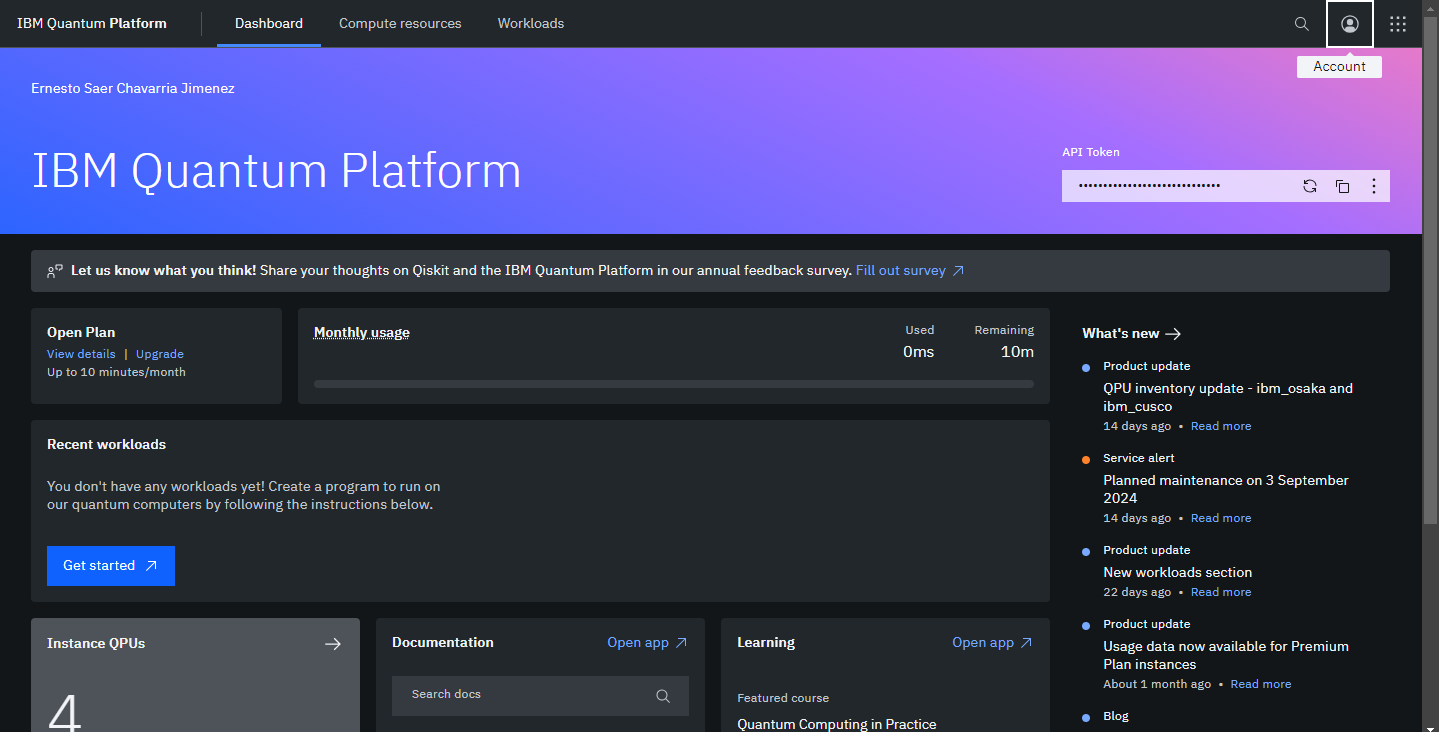 IBM Quantum Platform
Dashboard
Compute resources
Workloads
Account
Ernesto Saer Chavarria Jimenez
IBM Quantum Platform
API Token
•••••••••••••••••••••••••••••
Let us know what you think! Share your thoughts on Qiskit and the IBM Quantum Platform in our annual feedback survey. Fill out survey
Open Plan
View details | Upgrade
Up to 10 minutes/month
Monthly usage
Used
0ms
Remaining
10m
Recent workloads
You don't have any workloads yet! Create a program to run on
our quantum computers by following the instructions below.
Get started
Instance QPUs
4
Documentation
Open app
Search docs
Learning
Open app
Featured course
Quantum Computing in Practice
What's new
Product update
QPU inventory update - ibm_osaka and
ibm_cusco
14 days ago • Read more
Service alert
Planned maintenance on 3 September
2024
14 days ago • Read more
Product update
New workloads section
22 days ago • Read more
Product update
Usage data now available for Premium
Plan instances
About 1 month ago • Read more
Blog